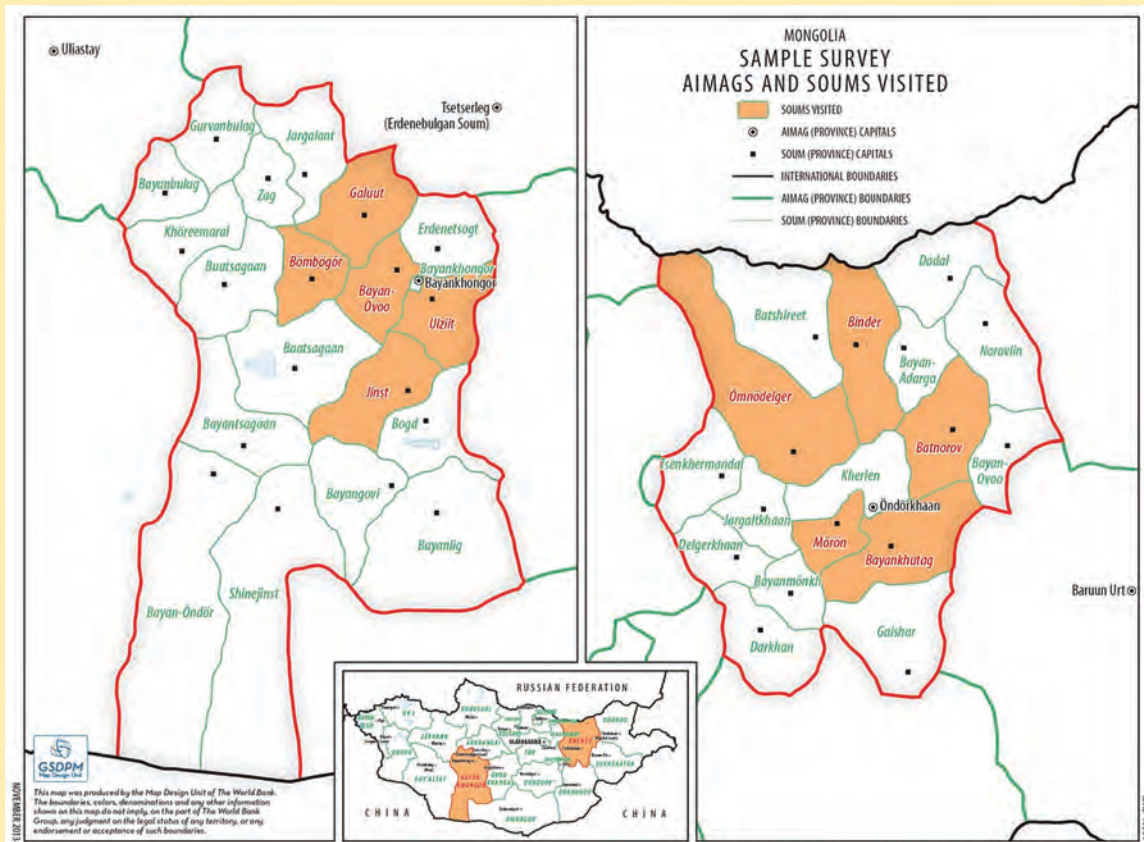 Uliastay
Tsetserleg
(Erdenebulgan Soum)
Gurvanbulag
Jargalant
Bayanbulag
Zag
Galuut
Khöreemaral
Erdenetsogt
Buutsagaan
Bömbögör
Bayankhongor
Bayankhongor
Bayan-
Ovoo
Ulziit
Baatsagaan
Jinst
Bogd
Bayantsagaan
Bayangovi
Bayanlig
Shinejinst
Bayan-Öndör
GSDPM
Map Design Unit
This map was produced by the Map Design Unit of The World Bank.
The boundaries, colors, denominations and any other information
shown on this map do not imply, on the part of The World Bank
Group, any judgment on the legal status of any territory, or any
endorsement or acceptance of such boundaries.
NOVEMBER 2013
MONGOLIA
SAMPLE SURVEY
AIMAGS AND SOUMS VISITED
SOUMS VISITED
AIMAG (PROVINCE) CAPITALS
SOUM (PROVINCE) CAPITALS
INTERNATIONAL BOUNDARIES
AIMAG (PROVINCE) BOUNDARIES
SOUM (PROVINCE) BOUNDARIES
Dadal
Batshireet
Binder
Noroviin
Bayan-
Adarga
Ömnödelger
Batnorov
Tsenkhermandal
Kherlen
Bayan-
Ovoo
Öndörkhaan
Jargaltkhaan
Mörön
Delgerkhaan
Bayankhutag
Bayanmönkh
Baruun Urt
Galshar
Darkhan
RUSSIAN FEDERATION
CHINA
CHINA